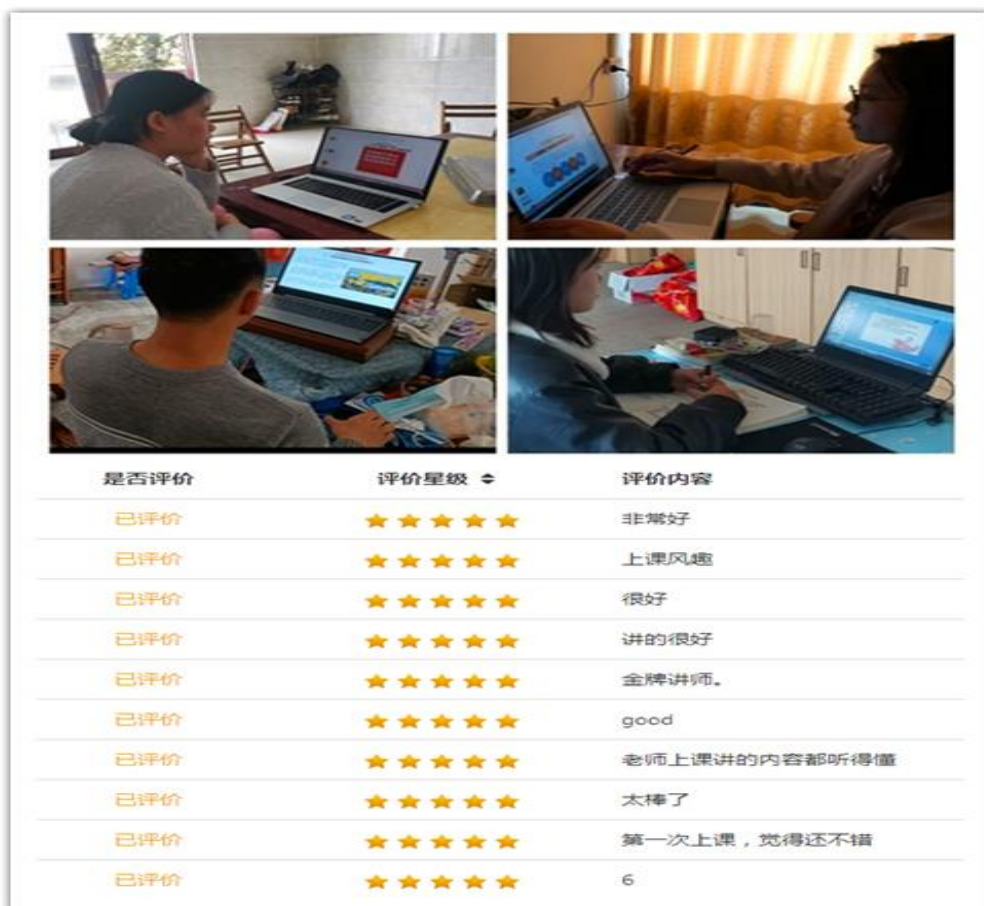 是否评价 评价星级 评价内容
已评价 非常好
已评价 上课风趣
已评价 很好
已评价 讲的很好
已评价 金牌讲师。
已评价 good
已评价 老师上课讲的内容都听得懂
已评价 太棒了
已评价 第一次上课，觉得还不错
已评价 6